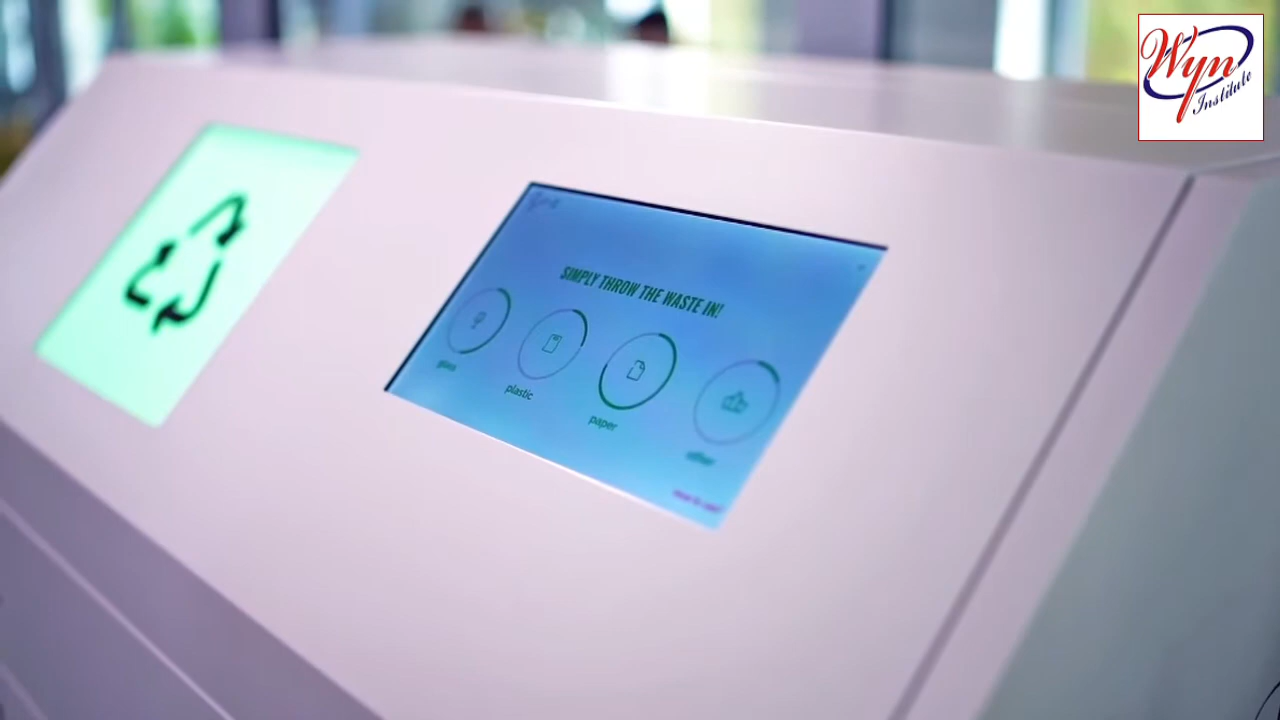 Wyn
Institute
SIMPLY THROW THE WASTE IN!
glass
plastic
paper
other